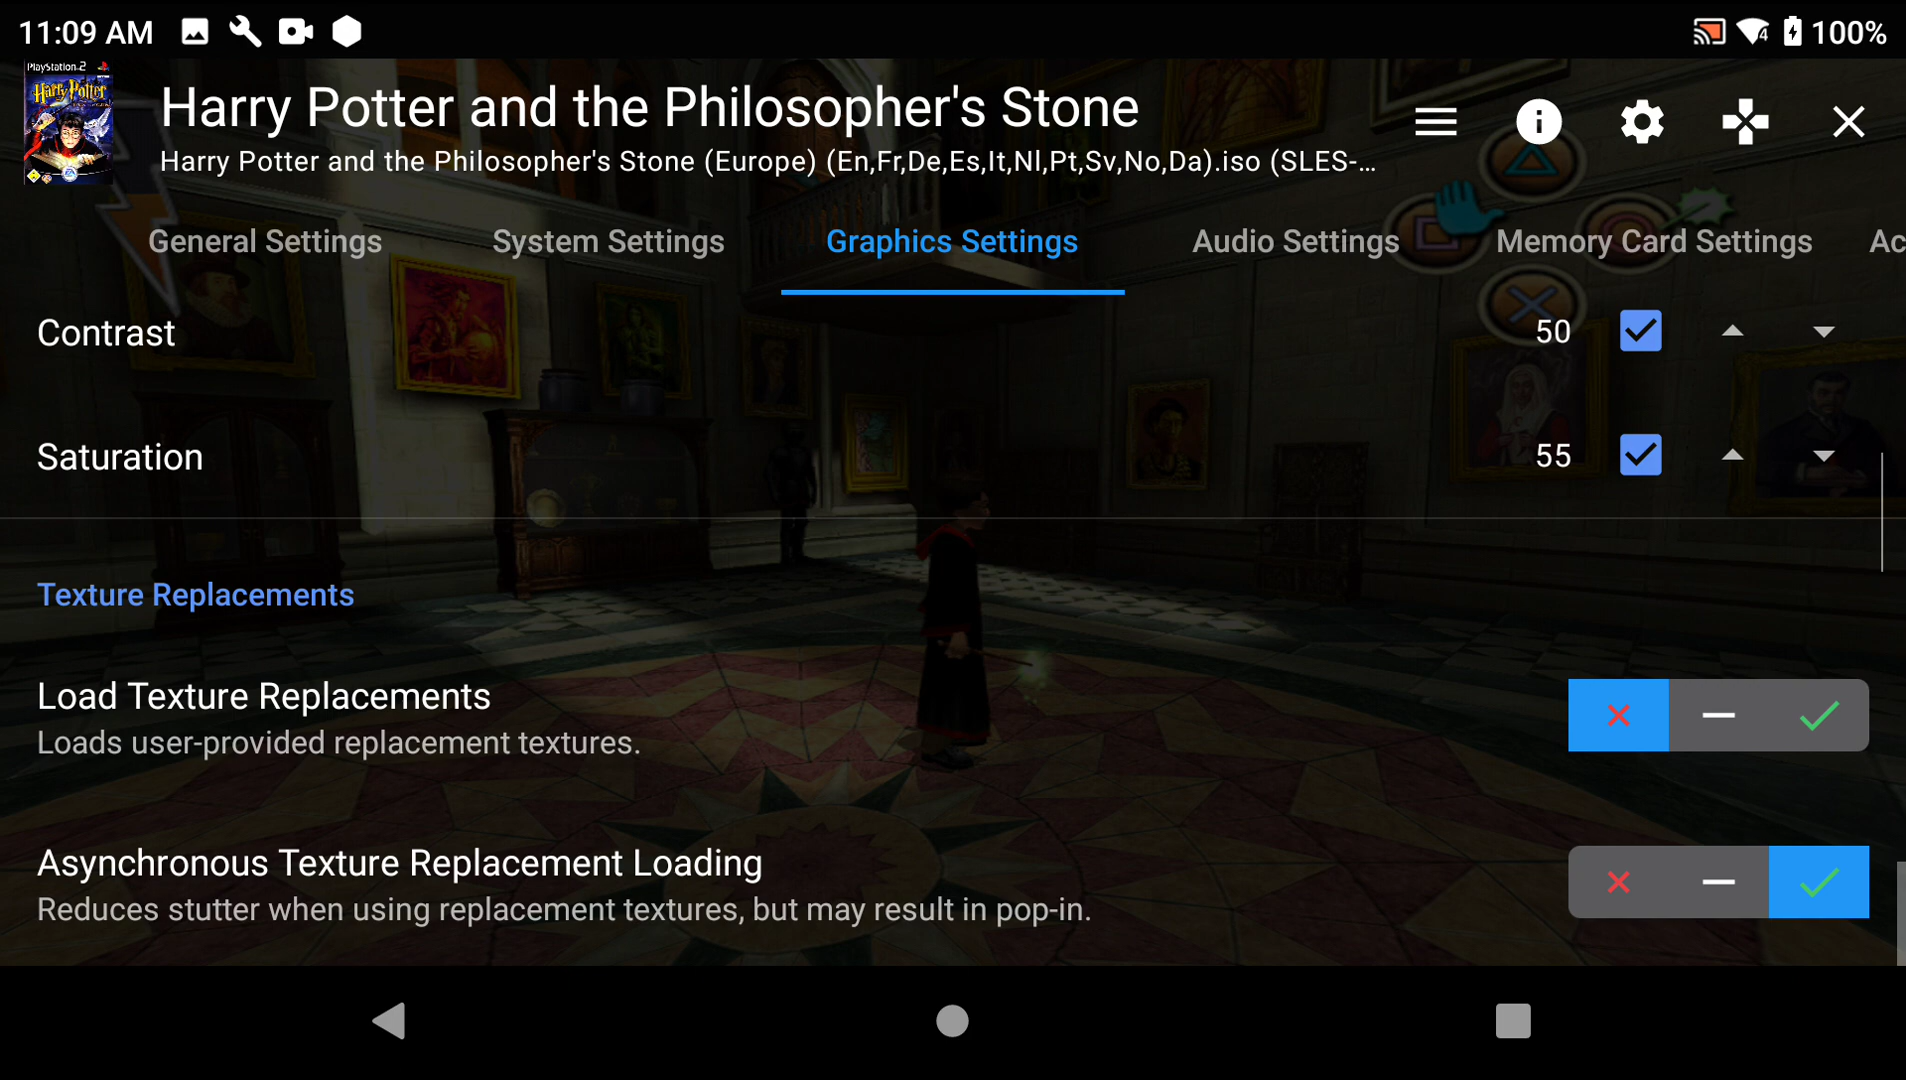 11:09 AM
4
100%
PlayStation 2
Harry Potter
Harry Potter and the Philosopher's Stone
Harry Potter and the Philosopher's Stone (Europe) (En,Fr,De,Es,It,Nl,Pt,Sv,No,Da).iso (SLES-...
General Settings
System Settings
Graphics Settings
Audio Settings
Memory Card Settings
Ac
Contrast
50
Saturation
55
Texture Replacements
Load Texture Replacements
Loads user-provided replacement textures.
Asynchronous Texture Replacement Loading
Reduces stutter when using replacement textures, but may result in pop-in.